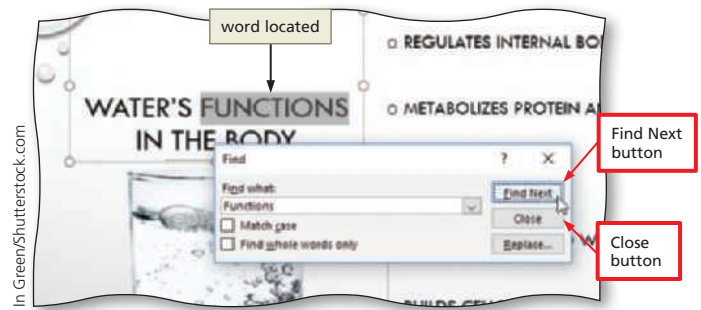 word located
REGULATES INTERNAL BO
WATER'S FUNCTIONS
IN THE BODY
METABOLIZES PROTEIN A
Find Next
button
Find
? X
Find what:
Functions
Match case
Find whole words only
Find Next
Close
Replace...
Close
button
W
In Green/Shutterstock.com